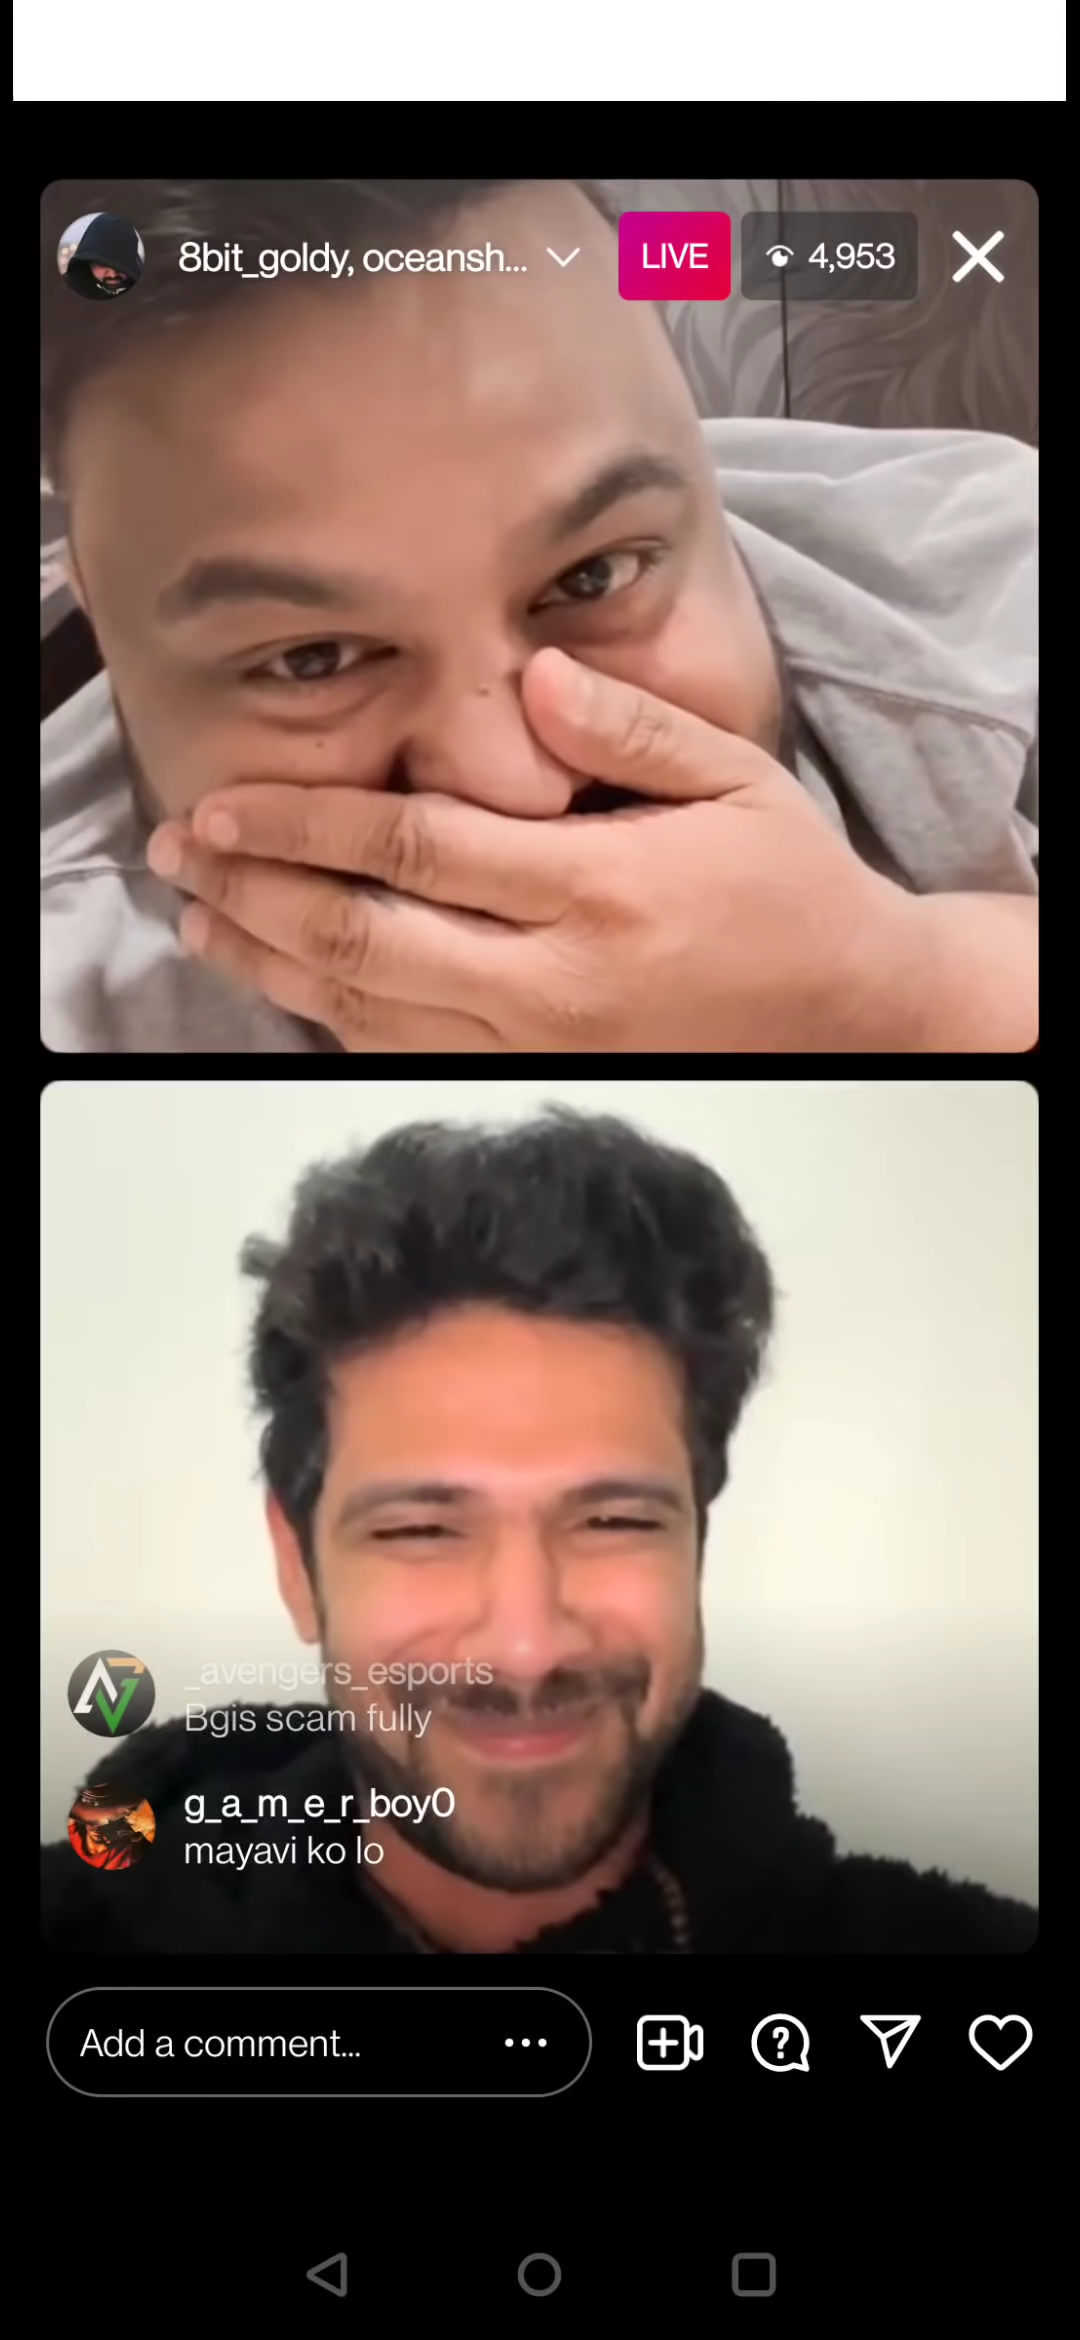 8bit_goldy, oceansh...
LIVE
4,953
_avengers_esports
Bgis scam fully
g_a_m_e_r_boy0
mayavi ko lo
Add a comment...